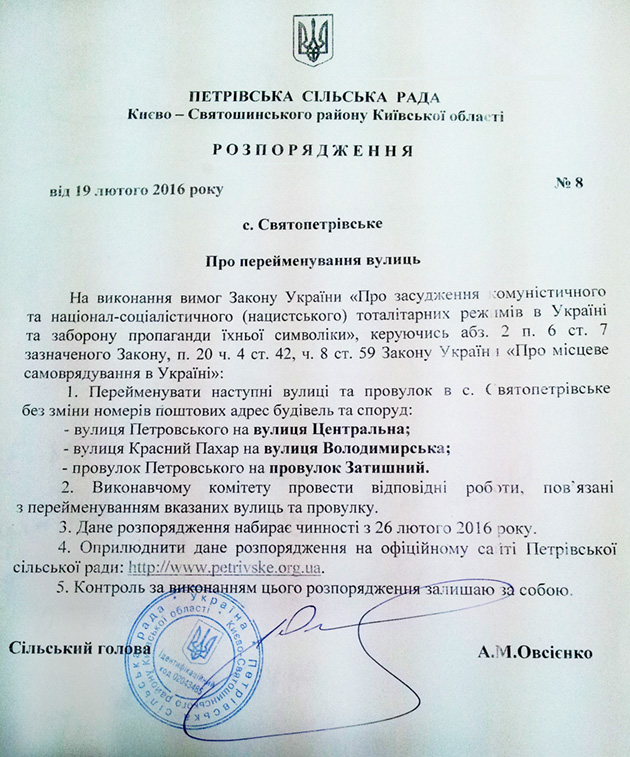 ПЕТРІВСЬКА СІЛЬСЬКА РАДА
Києво – Святошинського району Київської області
РОЗПОРЯДЖЕННЯ
від 19 лютого 2016 року № 8
с. Святопетрівське
Про перейменування вулиць
На виконання вимог Закону України «Про засудження комуністичного
та націонал-соціалістичного (нацистського) тоталітарних режимів в Україні
та заборону пропаганди їхньої символіки», керуючись абз. 2 п. 6 ст. 7
зазначеного Закону, п. 20 ч. 4 ст. 42, ч. 8 ст. 59 Закону України «Про місцеве
самоврядування в Україні»:
1. Перейменувати наступні вулиці та провулок в с. Святопетрівське
без зміни номерів поштових адрес будівель та споруд:
- вулиця Петровського на вулиця Центральна;
- вулиця Красний Пахар на вулиця Володимирська;
- провулок Петровського на провулок Затишний.
2. Виконавчому комітету провести відповідні роботи, пов`язані
з перейменуванням вказаних вулиць та провулку.
3. Дане розпорядження набирає чинності з 26 лютого 2016 року.
4. Оприлюднити дане розпорядження на офіційному сайті Петрівської
сільської ради: http://www.petrivske.org.ua.
5. Контроль за виконанням цього розпорядження залишаю за собою.
Сільський голова А.М.Овсієнко
Україна * Петрівська сільська рада *
Києво-Святошинського району Київської області
Ідентифікаційний
код 02943485